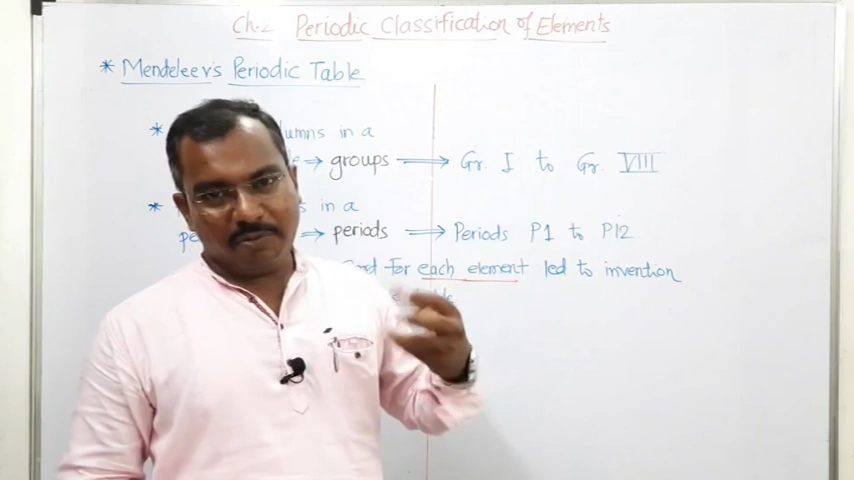 Ch. 2 Periodic Classification of Elements
* Mendeleev's Periodic Table
* lumns in a
→ groups ⟹ Gr. I to Gr. VIII
* in a
pe → periods ⟹ Periods P1 to P12
for each element led to invention